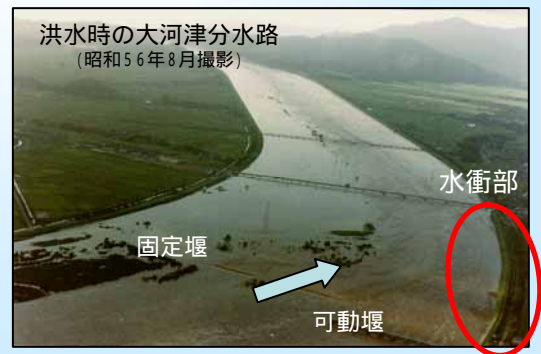 洪水時の大河津分水路
(昭和56年8月撮影)
水衝部
固定堰
可動堰